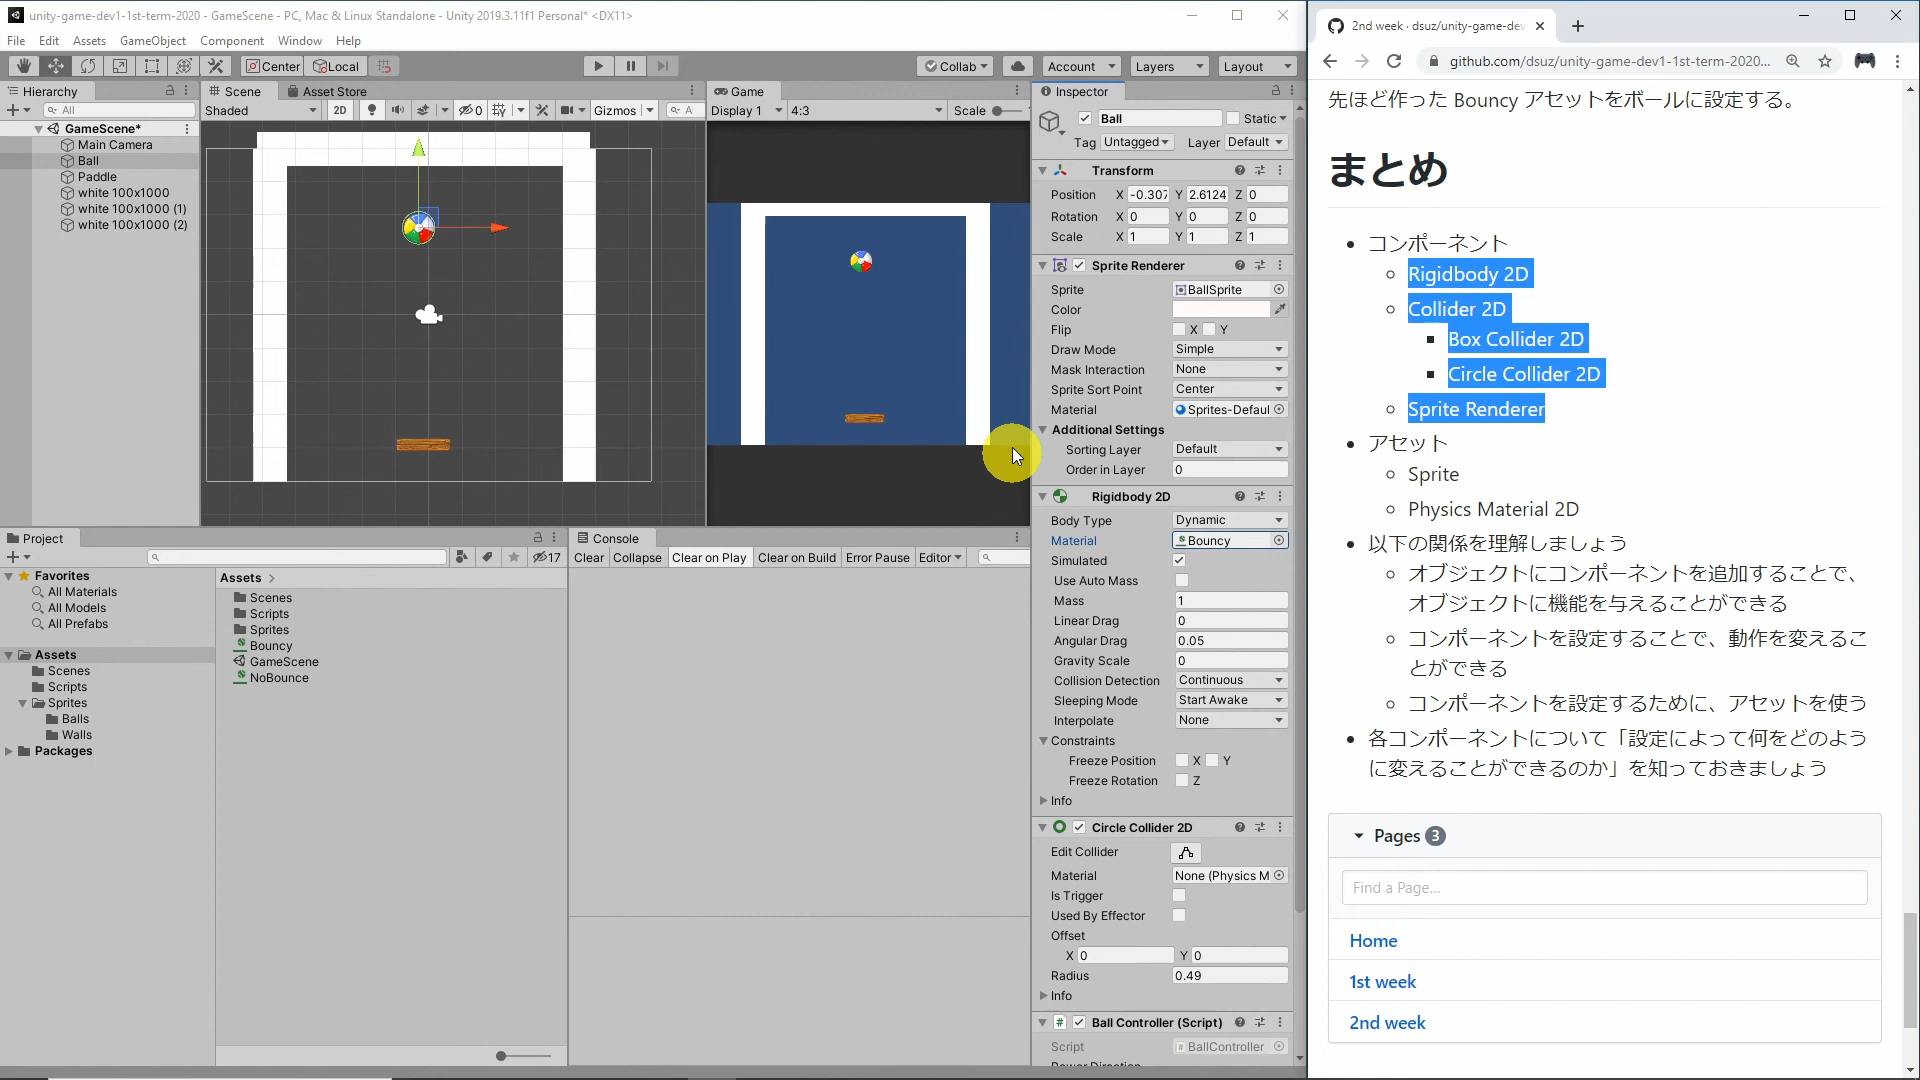 unity-game-dev1-1st-term-2020 - GameScene - PC, Mac & Linux Standalone - Unity 2019.3.11f1 Personal* <DX11>
File Edit Assets GameObject Component Window Help
Center Local Collab Account Layers Layout
Hierarchy
All
GameScene*
Main Camera
Ball
Paddle
white 100x1000
white 100x1000 (1)
white 100x1000 (2)
Scene Asset Store
Shaded 2D 0 Gizmos A
Game
Display 1 4:3 Scale
Inspector
Ball Static
Tag Untagged Layer Default
Transform
Position X -0.307 Y 2.6124 Z 0
Rotation X 0 Y 0 Z 0
Scale X 1 Y 1 Z 1
Sprite Renderer
Sprite BallSprite
Color
Flip X Y
Draw Mode Simple
Mask Interaction None
Sprite Sort Point Center
Material Sprites-Defaul
Additional Settings
Sorting Layer Default
Order in Layer 0
Rigidbody 2D
Body Type Dynamic
Material Bouncy
Simulated
Use Auto Mass
Mass 1
Linear Drag 0
Angular Drag 0.05
Gravity Scale 0
Collision Detection Continuous
Sleeping Mode Start Awake
Interpolate None
Constraints
Freeze Position X Y
Freeze Rotation Z
Info
Circle Collider 2D
Edit Collider
Material None (Physics M
Is Trigger
Used By Effector
Offset
X 0 Y 0
Radius 0.49
Info
Ball Controller (Script)
Script BallController
Power Direction
Project
17
Favorites
All Materials
All Models
All Prefabs
Assets
Scenes
Scripts
Sprites
Balls
Walls
Packages
Assets
Scenes
Scripts
Sprites
Bouncy
GameScene
NoBounce
Console
Clear Collapse Clear on Play Clear on Build Error Pause Editor
2nd week · dsuz/unity-game-dev
github.com/dsuz/unity-game-dev1-1st-term-2020...
先ほど作った Bouncy アセットをボールに設定する。
まとめ
コンポーネント
Rigidbody 2D
Collider 2D
Box Collider 2D
Circle Collider 2D
Sprite Renderer
アセット
Sprite
Physics Material 2D
以下の関係を理解しましょう
オブジェクトにコンポーネントを追加することで、
オブジェクトに機能を与えることができる
コンポーネントを設定することで、動作を変えるこ
とができる
コンポーネントを設定するために、アセットを使う
各コンポーネントについて「設定によって何をどのよう
に変えることができるのか」を知っておきましょう
Pages 3
Find a Page...
Home
1st week
2nd week